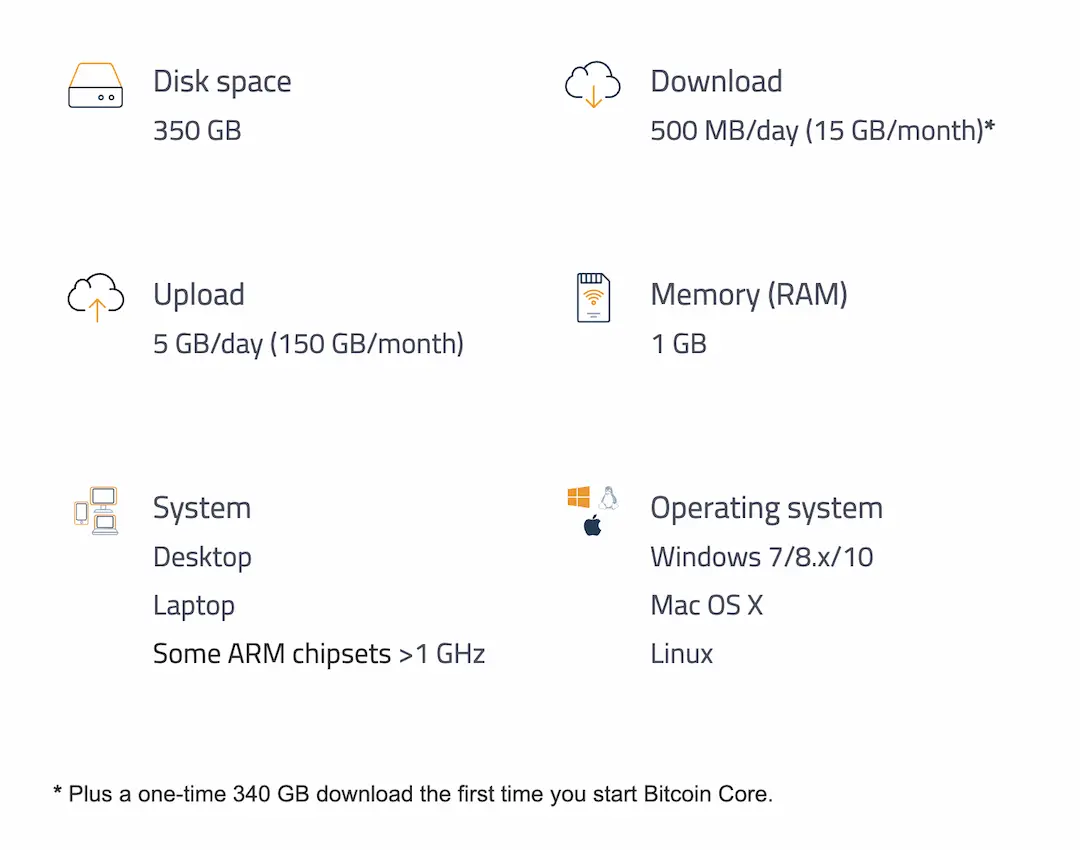 Disk space
350 GB
Download
500 MB/day (15 GB/month)*
Upload
5 GB/day (150 GB/month)
Memory (RAM)
1 GB
System
Desktop
Laptop
Some ARM chipsets >1 GHz
Operating system
Windows 7/8.x/10
Mac OS X
Linux
* Plus a one-time 340 GB download the first time you start Bitcoin Core.